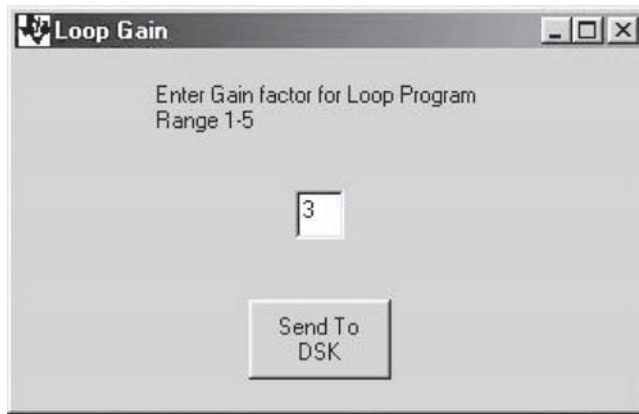 Loop Gain
Enter Gain factor for Loop Program
Range 1-5
3
Send To
DSK